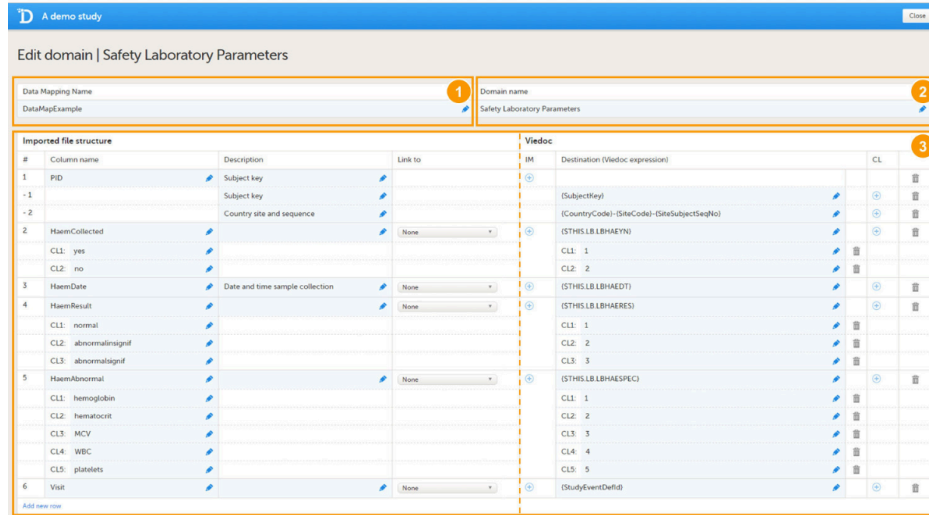 D A demo study Close
Edit domain | Safety Laboratory Parameters
Data Mapping Name 1 Domain name 2
DataMapExample Safety Laboratory Parameters
Imported file structure Viedoc 3
# Column name Description Link to IM Destination (Viedoc expression) CL
1 PID Subject key
- 1 Subject key {SubjectKey}
- 2 Country site and sequence {CountryCode}-{SiteCode}-{SiteSubjectSeqNo}
2 HaemCollected None {STHIS.LB.LBHAEYN}
CL1: yes CL1: 1
CL2: no CL2: 2
3 HaemDate Date and time sample collection None {STHIS.LB.LBHAEDT}
4 HaemResult None {STHIS.LB.LBHAERES}
CL1: normal CL1: 1
CL2: abnormalinsignif CL2: 2
CL3: abnormalsignif CL3: 3
5 HaemAbnormal None {STHIS.LB.LBHAESPEC}
CL1: hemoglobin CL1: 1
CL2: hematocrit CL2: 2
CL3: MCV CL3: 3
CL4: WBC CL4: 4
CL5: platelets CL5: 5
6 Visit None {StudyEventDefId}
Add new row